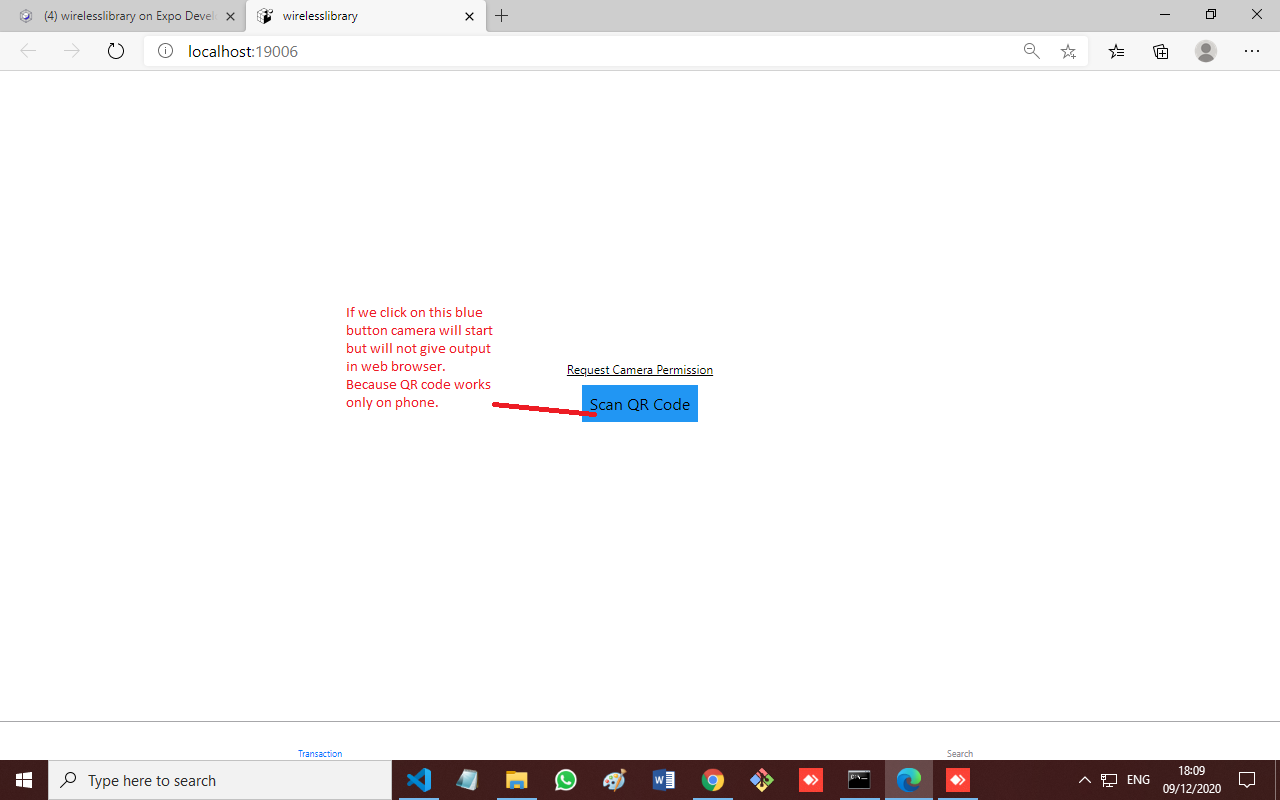 (4) wirelesslibrary on Expo Devel
wirelesslibrary
localhost:19006
If we click on this blue
button camera will start
but will not give output
in web browser.
Because QR code works
only on phone.
Request Camera Permission
Scan QR Code
Transaction
Search
Type here to search
ENG
18:09
09/12/2020